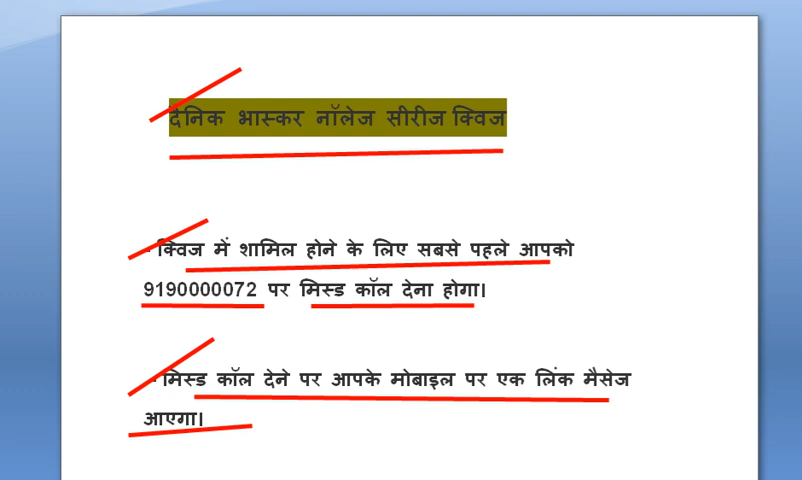 दैनिक भास्कर नॉलेज सीरीज क्विज
- क्विज में शामिल होने के लिए सबसे पहले आपको
9190000072 पर मिस्ड कॉल देना होगा।
- मिस्ड कॉल देने पर आपके मोबाइल पर एक लिंक मैसेज
आएगा।